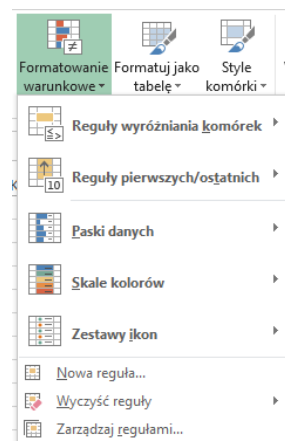 Formatowanie Formatuj jako Style
warunkowe tabelę komórki
Reguły wyróżniania komórek
10
Reguły pierwszych/ostatnich
Paski danych
Skale kolorów
Zestawy ikon
Nowa reguła...
Wyczyść reguły
Zarządzaj regułami...